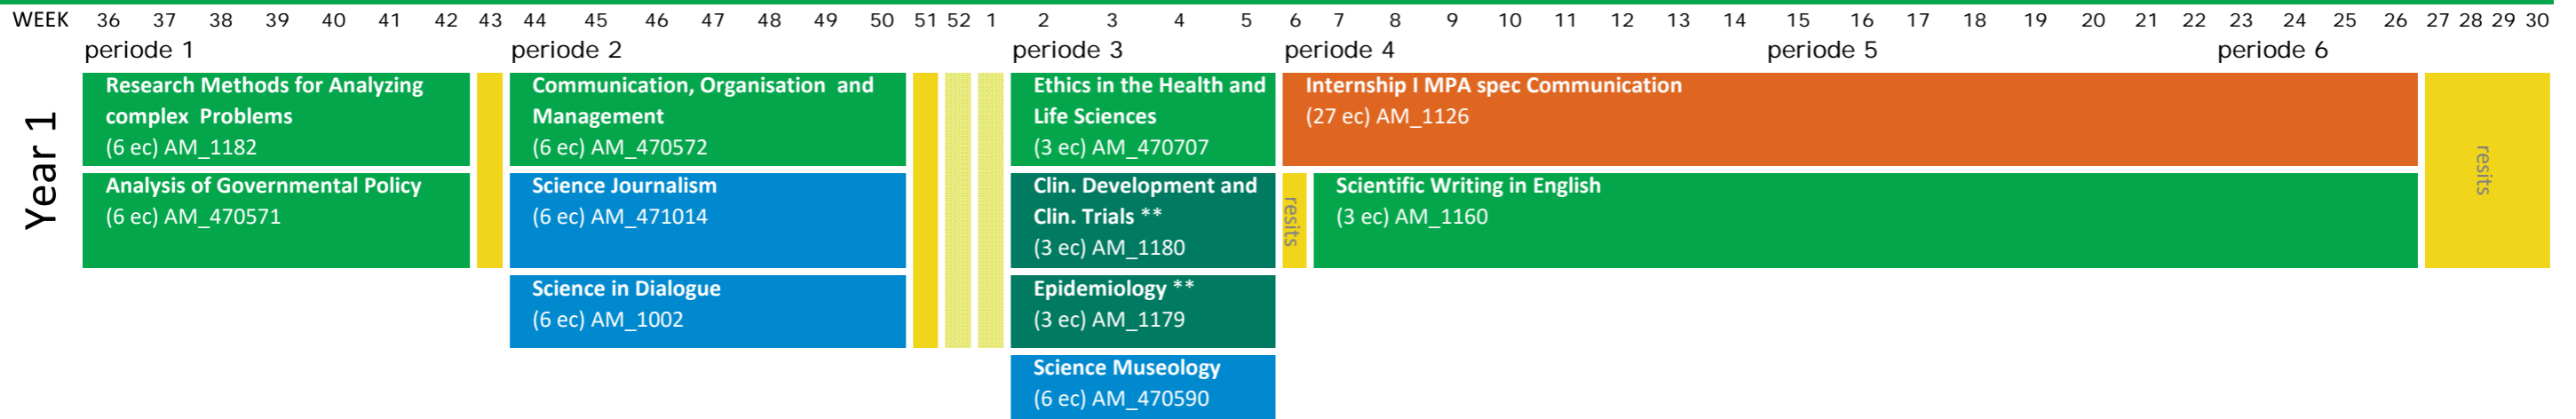 WEEK 36 37 38 39 40 41 42 43 44 45 46 47 48 49 50 51 52 1 2 3 4 5 6 7 8 9 10 11 12 13 14 15 16 17 18 19 20 21 22 23 24 25 26 27 28 29 30
periode 1 periode 2 periode 3 periode 4 periode 5 periode 6
Year 1
Research Methods for Analyzing
complex Problems
(6 ec) AM_1182
Analysis of Governmental Policy
(6 ec) AM_470571
Communication, Organisation and
Management
(6 ec) AM_470572
Science Journalism
(6 ec) AM_471014
Science in Dialogue
(6 ec) AM_1002
Ethics in the Health and
Life Sciences
(3 ec) AM_470707
Clin. Development and
Clin. Trials **
(3 ec) AM_1180
Epidemiology **
(3 ec) AM_1179
Science Museology
(6 ec) AM_470590
Internship I MPA spec Communication
(27 ec) AM_1126
resits
Scientific Writing in English
(3 ec) AM_1160
resits